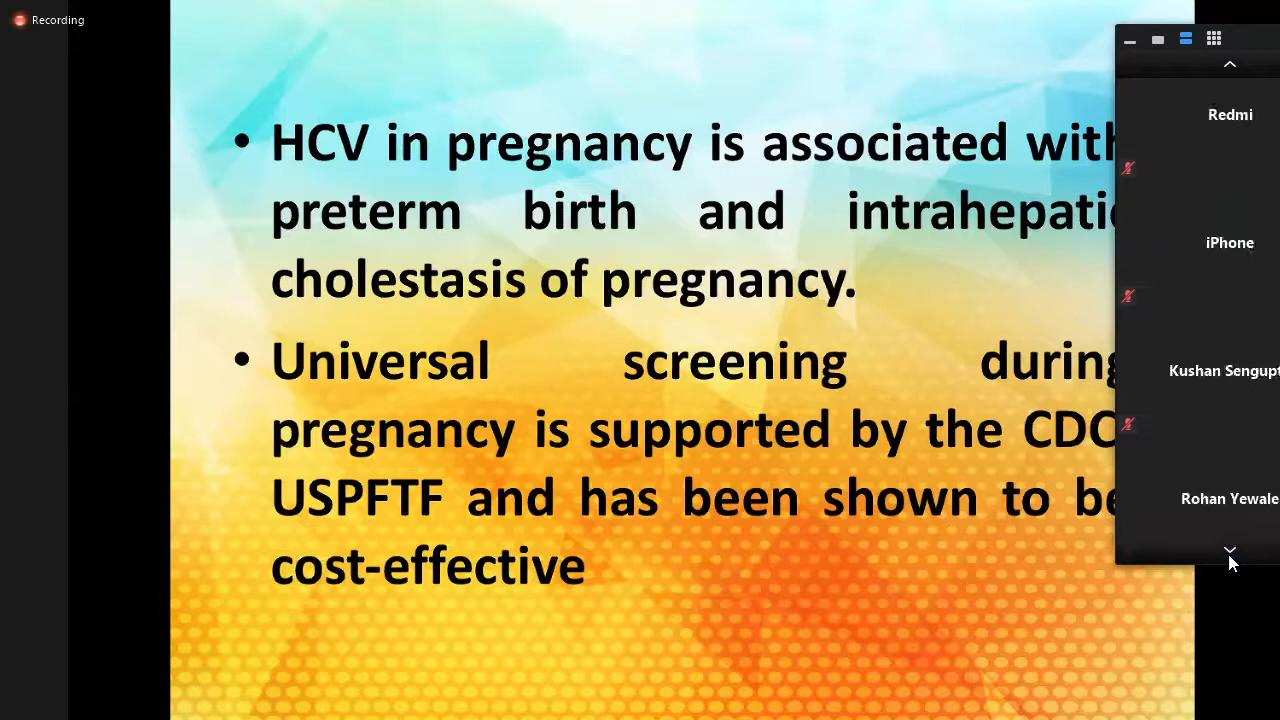 Recording
• HCV in pregnancy is associated with
preterm birth and intrahepatic
cholestasis of pregnancy.
• Universal screening during
pregnancy is supported by the CDC
USPFTF and has been shown to be
cost-effective
Redmi
iPhone
Kushan Sengupt
Rohan Yewale